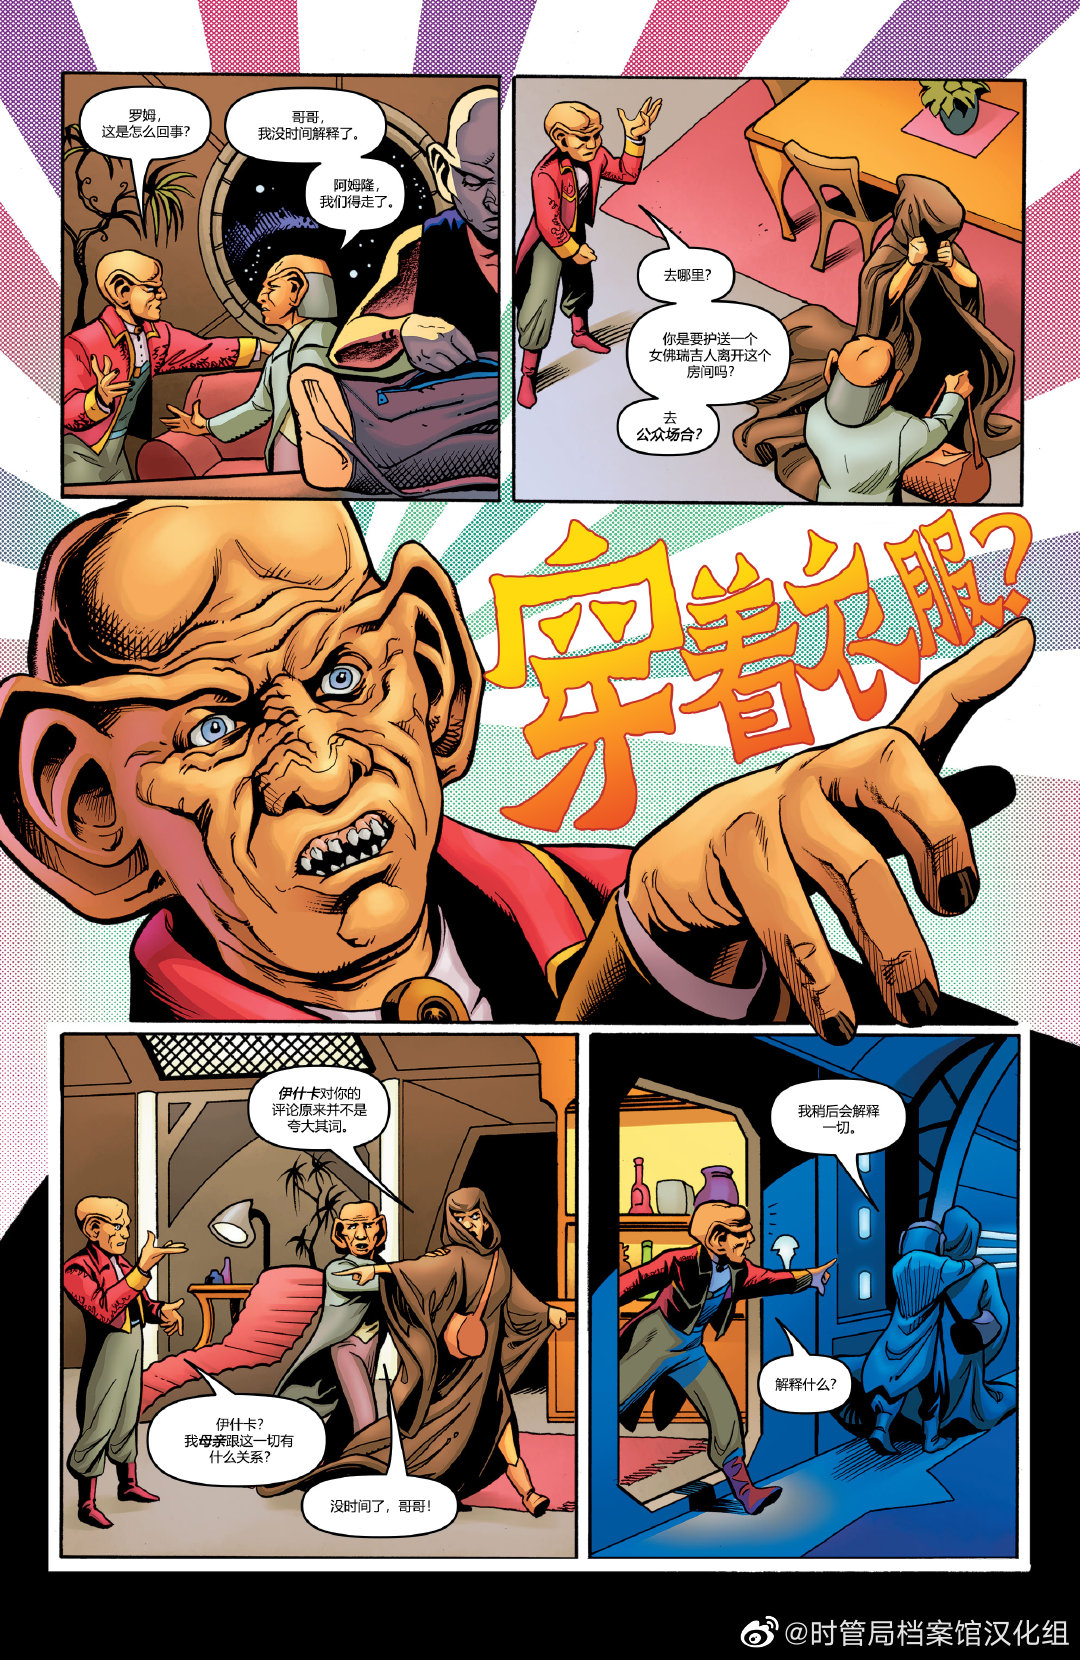 罗姆，
这是怎么回事？
哥哥，
我没时间解释了。
阿姆隆，
我们得走了。
去哪里？
你是要护送一个
女佛瑞吉人离开这个
房间吗？
去
公众场合？
穿着衣服？
伊什卡对你的
评论原来并不是
夸大其词。
伊什卡？
我母亲跟这一切有
什么关系？
没时间了，哥哥！
我稍后会解释
一切。
解释什么？
@时管局档案馆汉化组